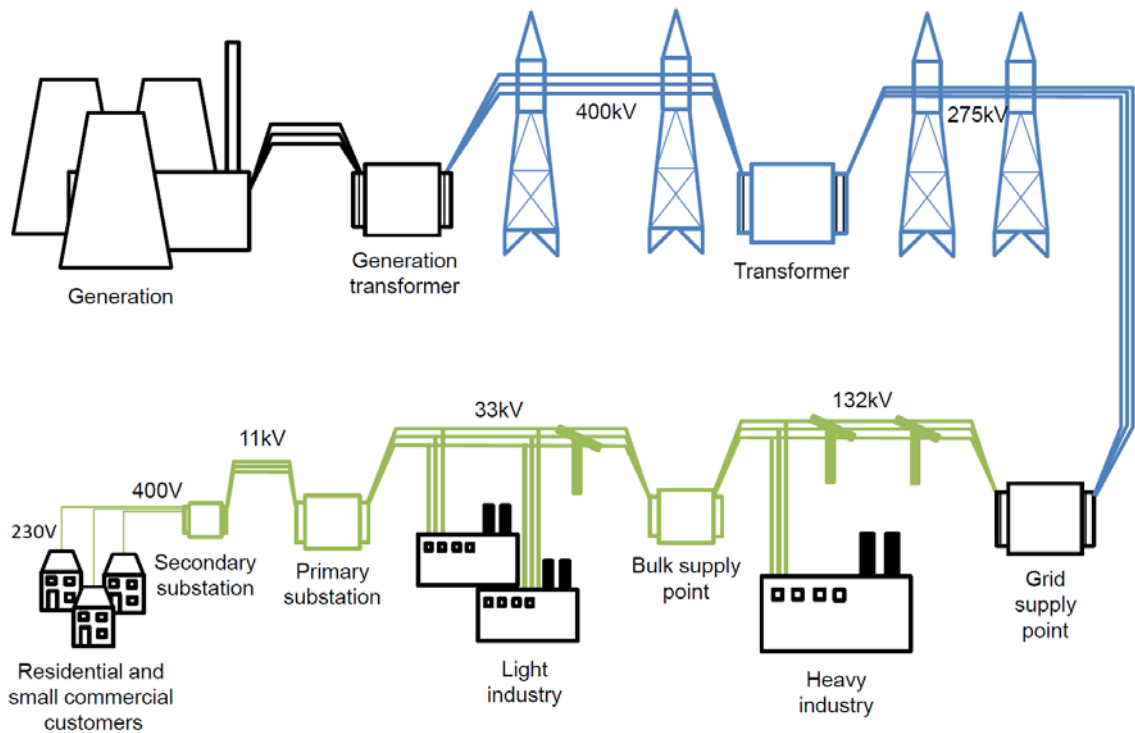 400kV
275kV
Generation
Generation
transformer
Transformer
33kV
132kV
11kV
400V
230V
Secondary
substation
Primary
substation
Bulk supply
point
Grid
supply
point
Light
industry
Heavy
industry
Residential and
small commercial
customers